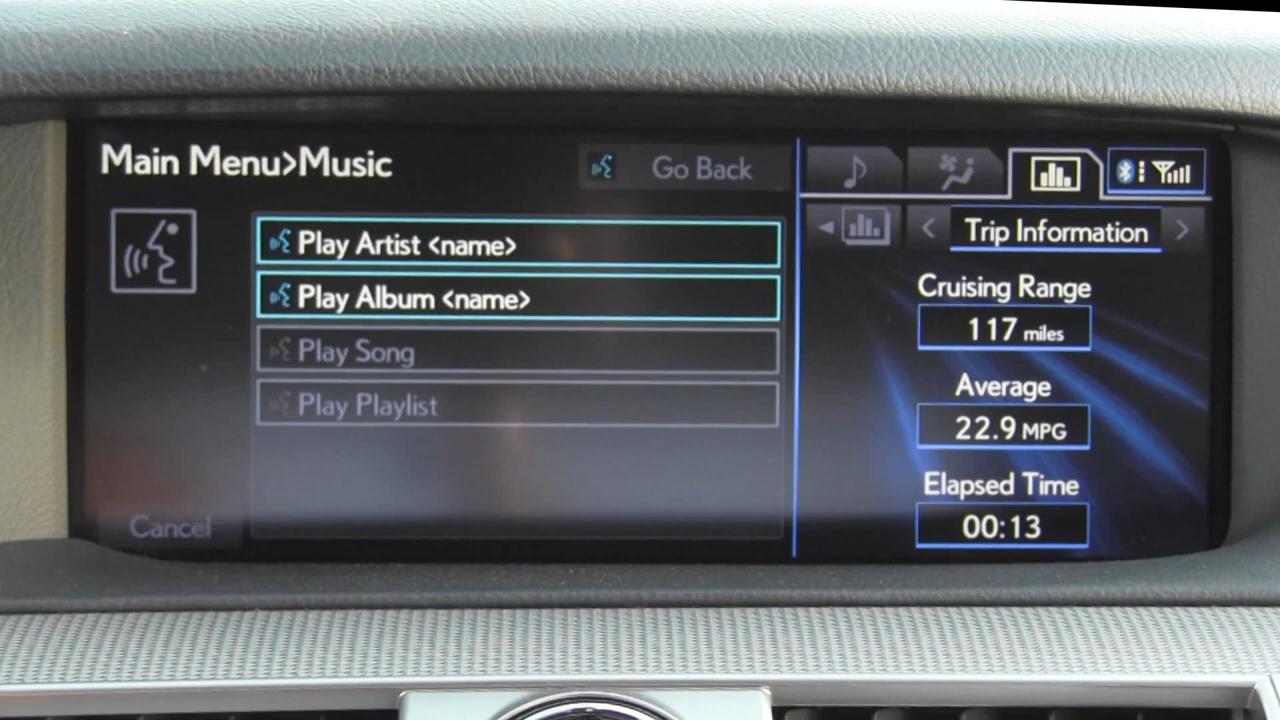 Main Menu>Music
Go Back
Play Artist <name>
Play Album <name>
Play Song
Play Playlist
Cancel
Trip Information
Cruising Range
117 miles
Average
22.9 MPG
Elapsed Time
00:13